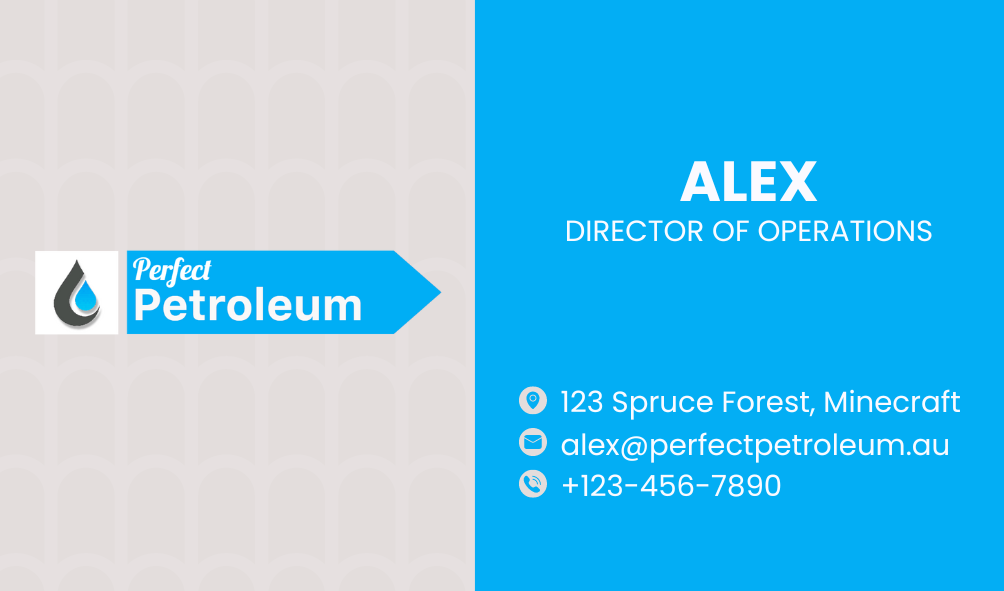 Perfect
Petroleum
ALEX
DIRECTOR OF OPERATIONS
123 Spruce Forest, Minecraft
alex@perfectpetroleum.au
+123-456-7890